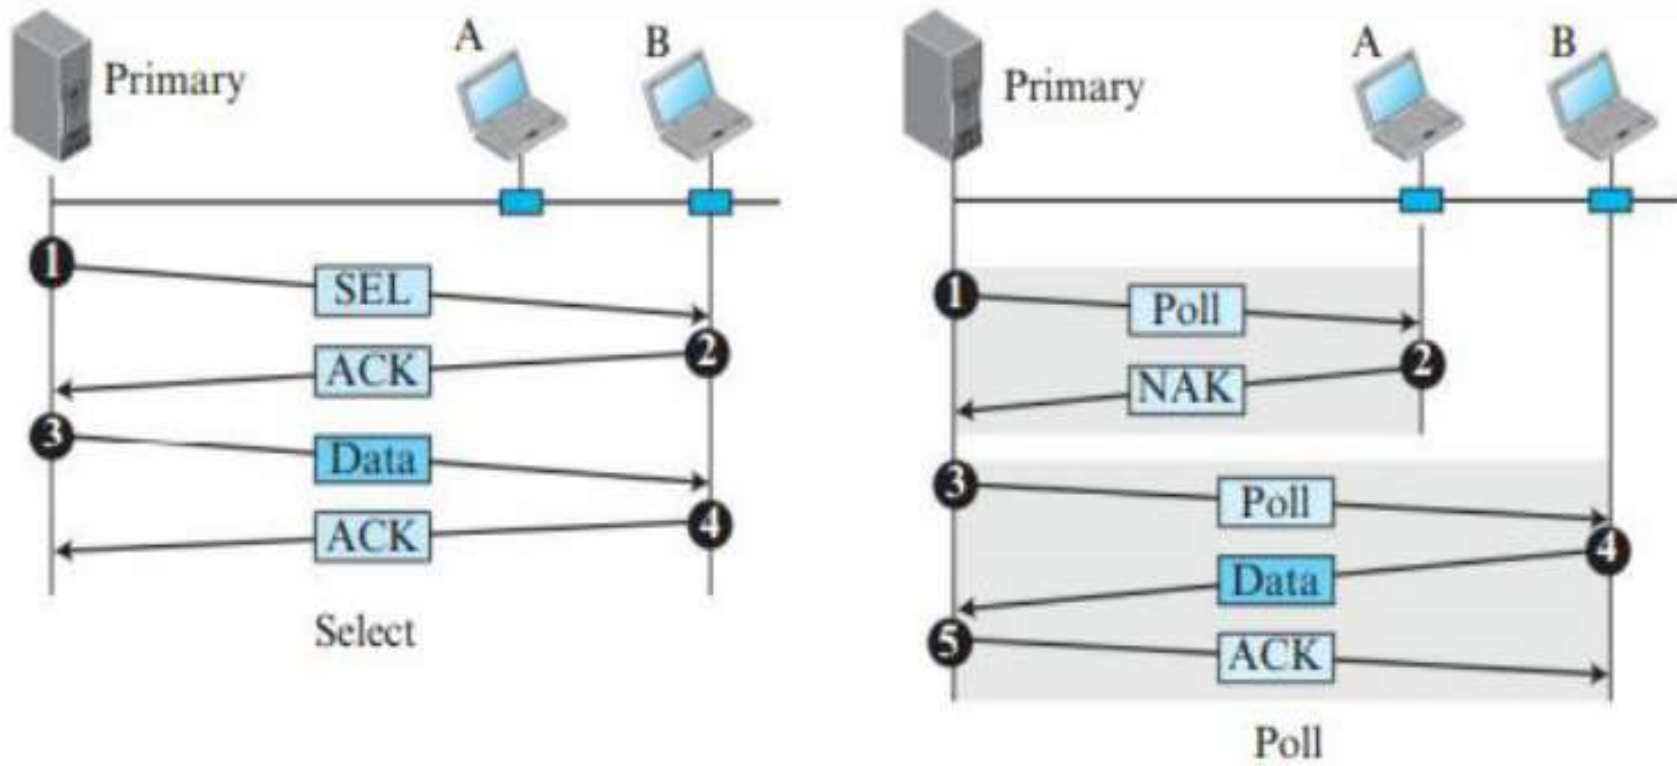 Primary
A
B
1
SEL
2
ACK
3
Data
4
ACK
Select
Primary
A
B
1
Poll
2
NAK
3
Poll
4
Data
5
ACK
Poll